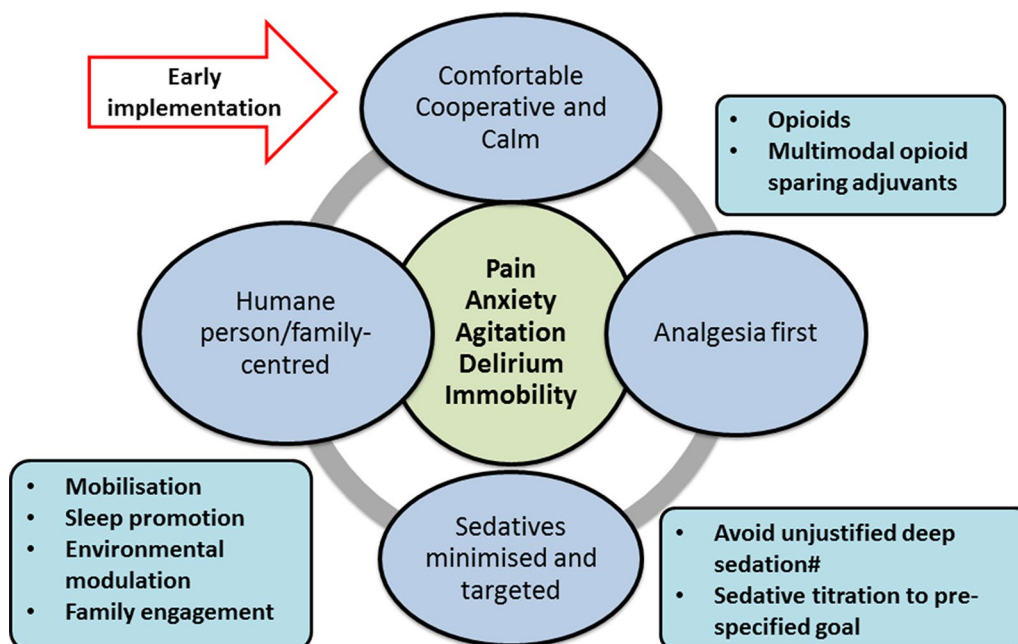 Early
implementation
Comfortable
Cooperative and
Calm
• Opioids
• Multimodal opioid
sparing adjuvants
Humane
person/family-
centred
Pain
Anxiety
Agitation
Delirium
Immobility
Analgesia first
• Mobilisation
• Sleep promotion
• Environmental
modulation
• Family engagement
Sedatives
minimised and
targeted
• Avoid unjustified deep
sedation#
• Sedative titration to pre-
specified goal